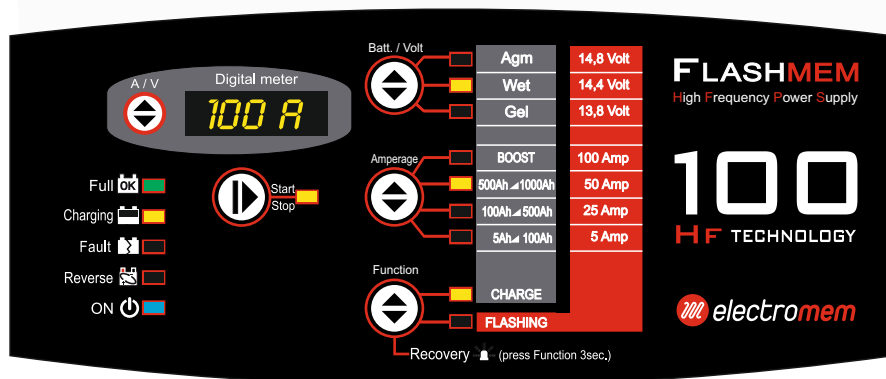 A / V
Digital meter
100 A
Full OK
Charging
Fault
Reverse
ON
Start
Stop
Batt. / Volt
Agm 14,8 Volt
Wet 14,4 Volt
Gel 13,8 Volt
Amperage
BOOST 100 Amp
500Ah 1000Ah 50 Amp
100Ah 500Ah 25 Amp
5Ah 100Ah 5 Amp
Function
CHARGE
FLASHING
Recovery (press Function 3sec.)
FLASHMEM
High Frequency Power Supply
100
HF TECHNOLOGY
electromem